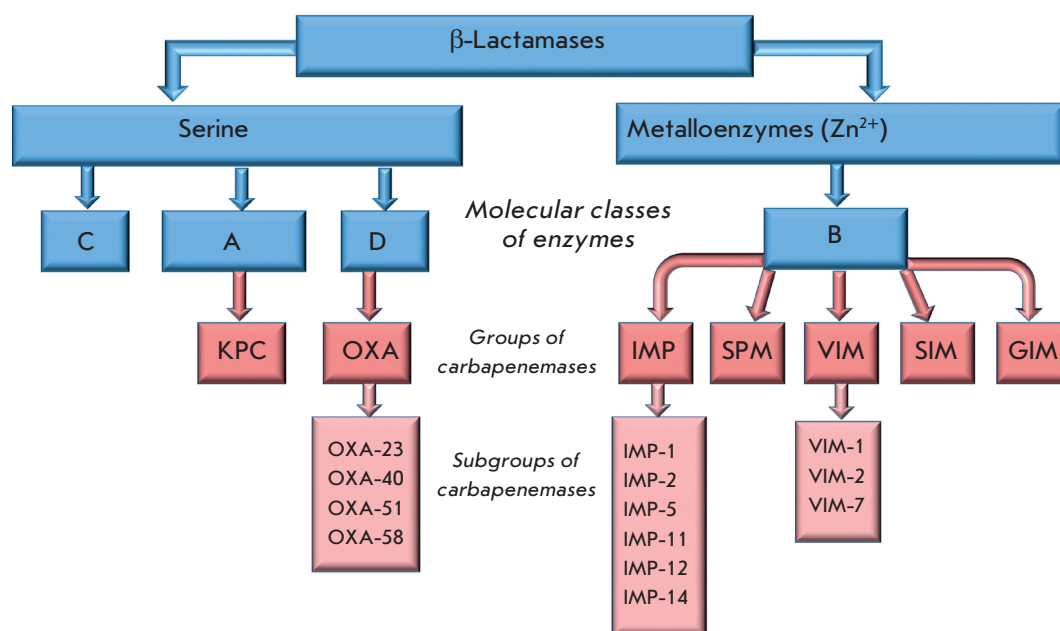 β-Lactamases
Serine
Metalloenzymes (Zn²⁺)
C
A
D
Molecular classes
of enzymes
B
KPC
OXA
Groups of
carbapenemases
IMP
SPM
VIM
SIM
GIM
OXA-23
OXA-40
OXA-51
OXA-58
Subgroups of
carbapenemases
IMP-1
IMP-2
IMP-5
IMP-11
IMP-12
IMP-14
VIM-1
VIM-2
VIM-7